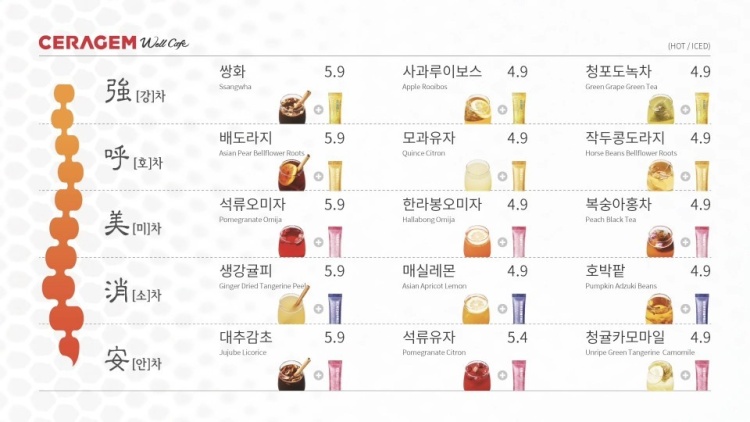 CERAGEM Well Cafe
(HOT / ICED)
強 [강]차
쌍화 5.9
Ssangwha
사과루이보스 4.9
Apple Rooibos
청포도녹차 4.9
Green Grape Green Tea
呼 [호]차
배도라지 5.9
Asian Pear Bellflower Roots
모과유자 4.9
Quince Citron
작두콩도라지 4.9
Horse Beans Bellflower Roots
美 [미]차
석류오미자 5.9
Pomegranate Omija
한라봉오미자 4.9
Hallabong Omija
복숭아홍차 4.9
Peach Black Tea
消 [소]차
생강귤피 5.9
Ginger Dried Tangerine Peels
매실레몬 4.9
Asian Apricot Lemon
호박팥 4.9
Pumpkin Adzuki Beans
安 [안]차
대추감초 5.9
Jujube Licorice
석류유자 5.4
Pomegranate Citron
청귤카모마일 4.9
Unripe Green Tangerine Camomile